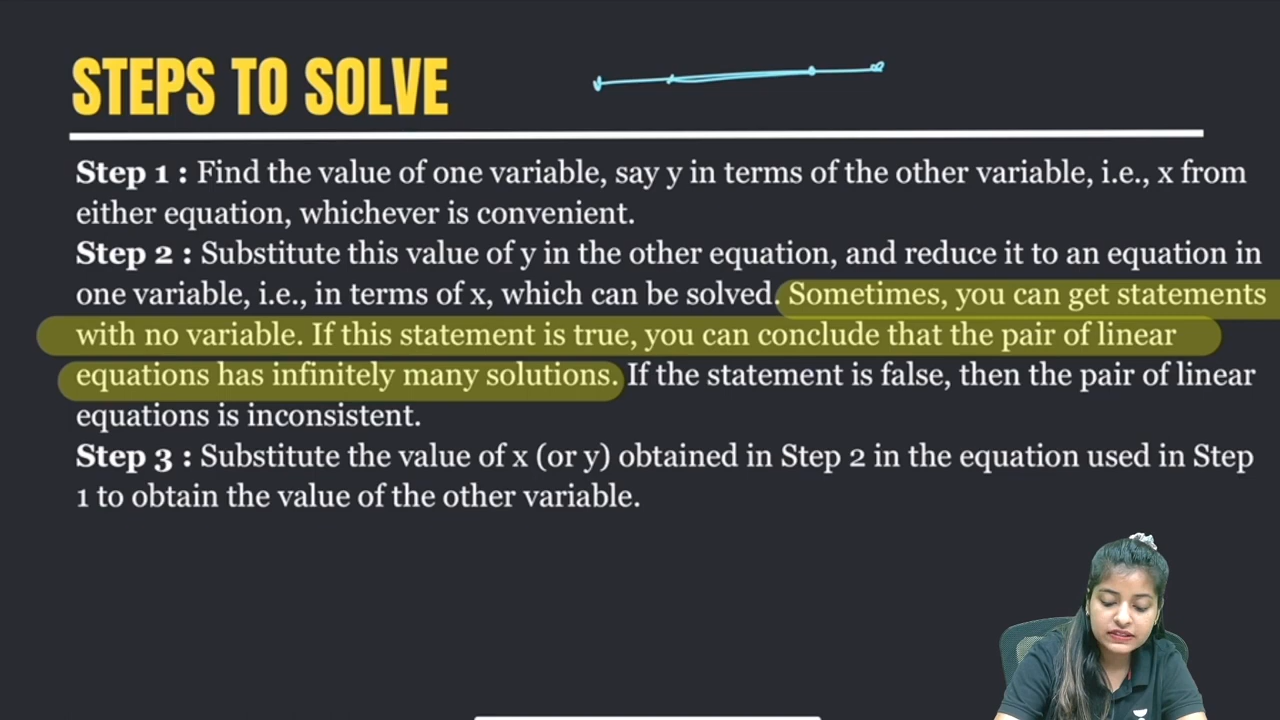 STEPS TO SOLVE
Step 1 : Find the value of one variable, say y in terms of the other variable, i.e., x from
either equation, whichever is convenient.
Step 2 : Substitute this value of y in the other equation, and reduce it to an equation in
one variable, i.e., in terms of x, which can be solved. Sometimes, you can get statements
with no variable. If this statement is true, you can conclude that the pair of linear
equations has infinitely many solutions. If the statement is false, then the pair of linear
equations is inconsistent.
Step 3 : Substitute the value of x (or y) obtained in Step 2 in the equation used in Step
1 to obtain the value of the other variable.